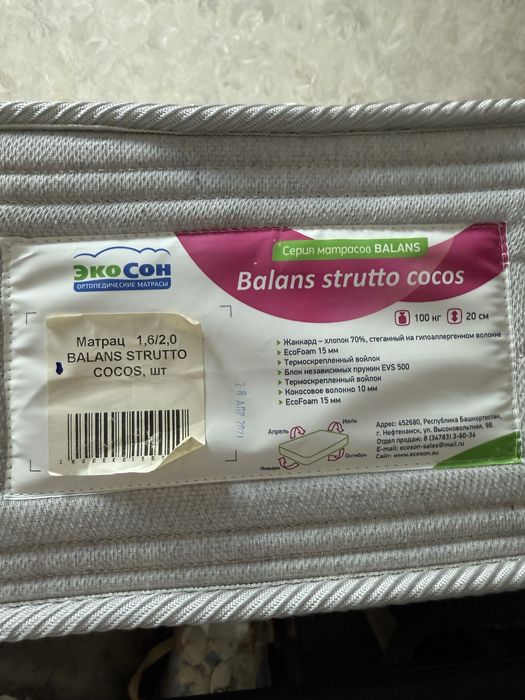 ЭкоСон
ОРТОПЕДИЧЕСКИЕ МАТРАСЫ
Серия матрасов BALANS
Balans strutto cocos
100 кг 20 см
Матрац 1,6/2,0
BALANS STRUTTO
COCOS, шт
Жаккард – хлопок 70%, стеганный на гипоаллергенном волокне
EcoFoam 15 мм
Термоскрепленный войлок
Блок независимых пружин EVS 500
Термоскрепленный войлок
Кокосовое волокно 10 мм
EcoFoam 15 мм
Апрель
Июль
Январь
Октябрь
Адрес: 452680, Республика Башкортостан,
г. Нефтекамск, ул. Высоковольтная, 9В.
Отдел продаж: 8 (34783) 3-60-34
E-mail: ecoson-sales@mail.ru
Сайт: www.ecoson.su